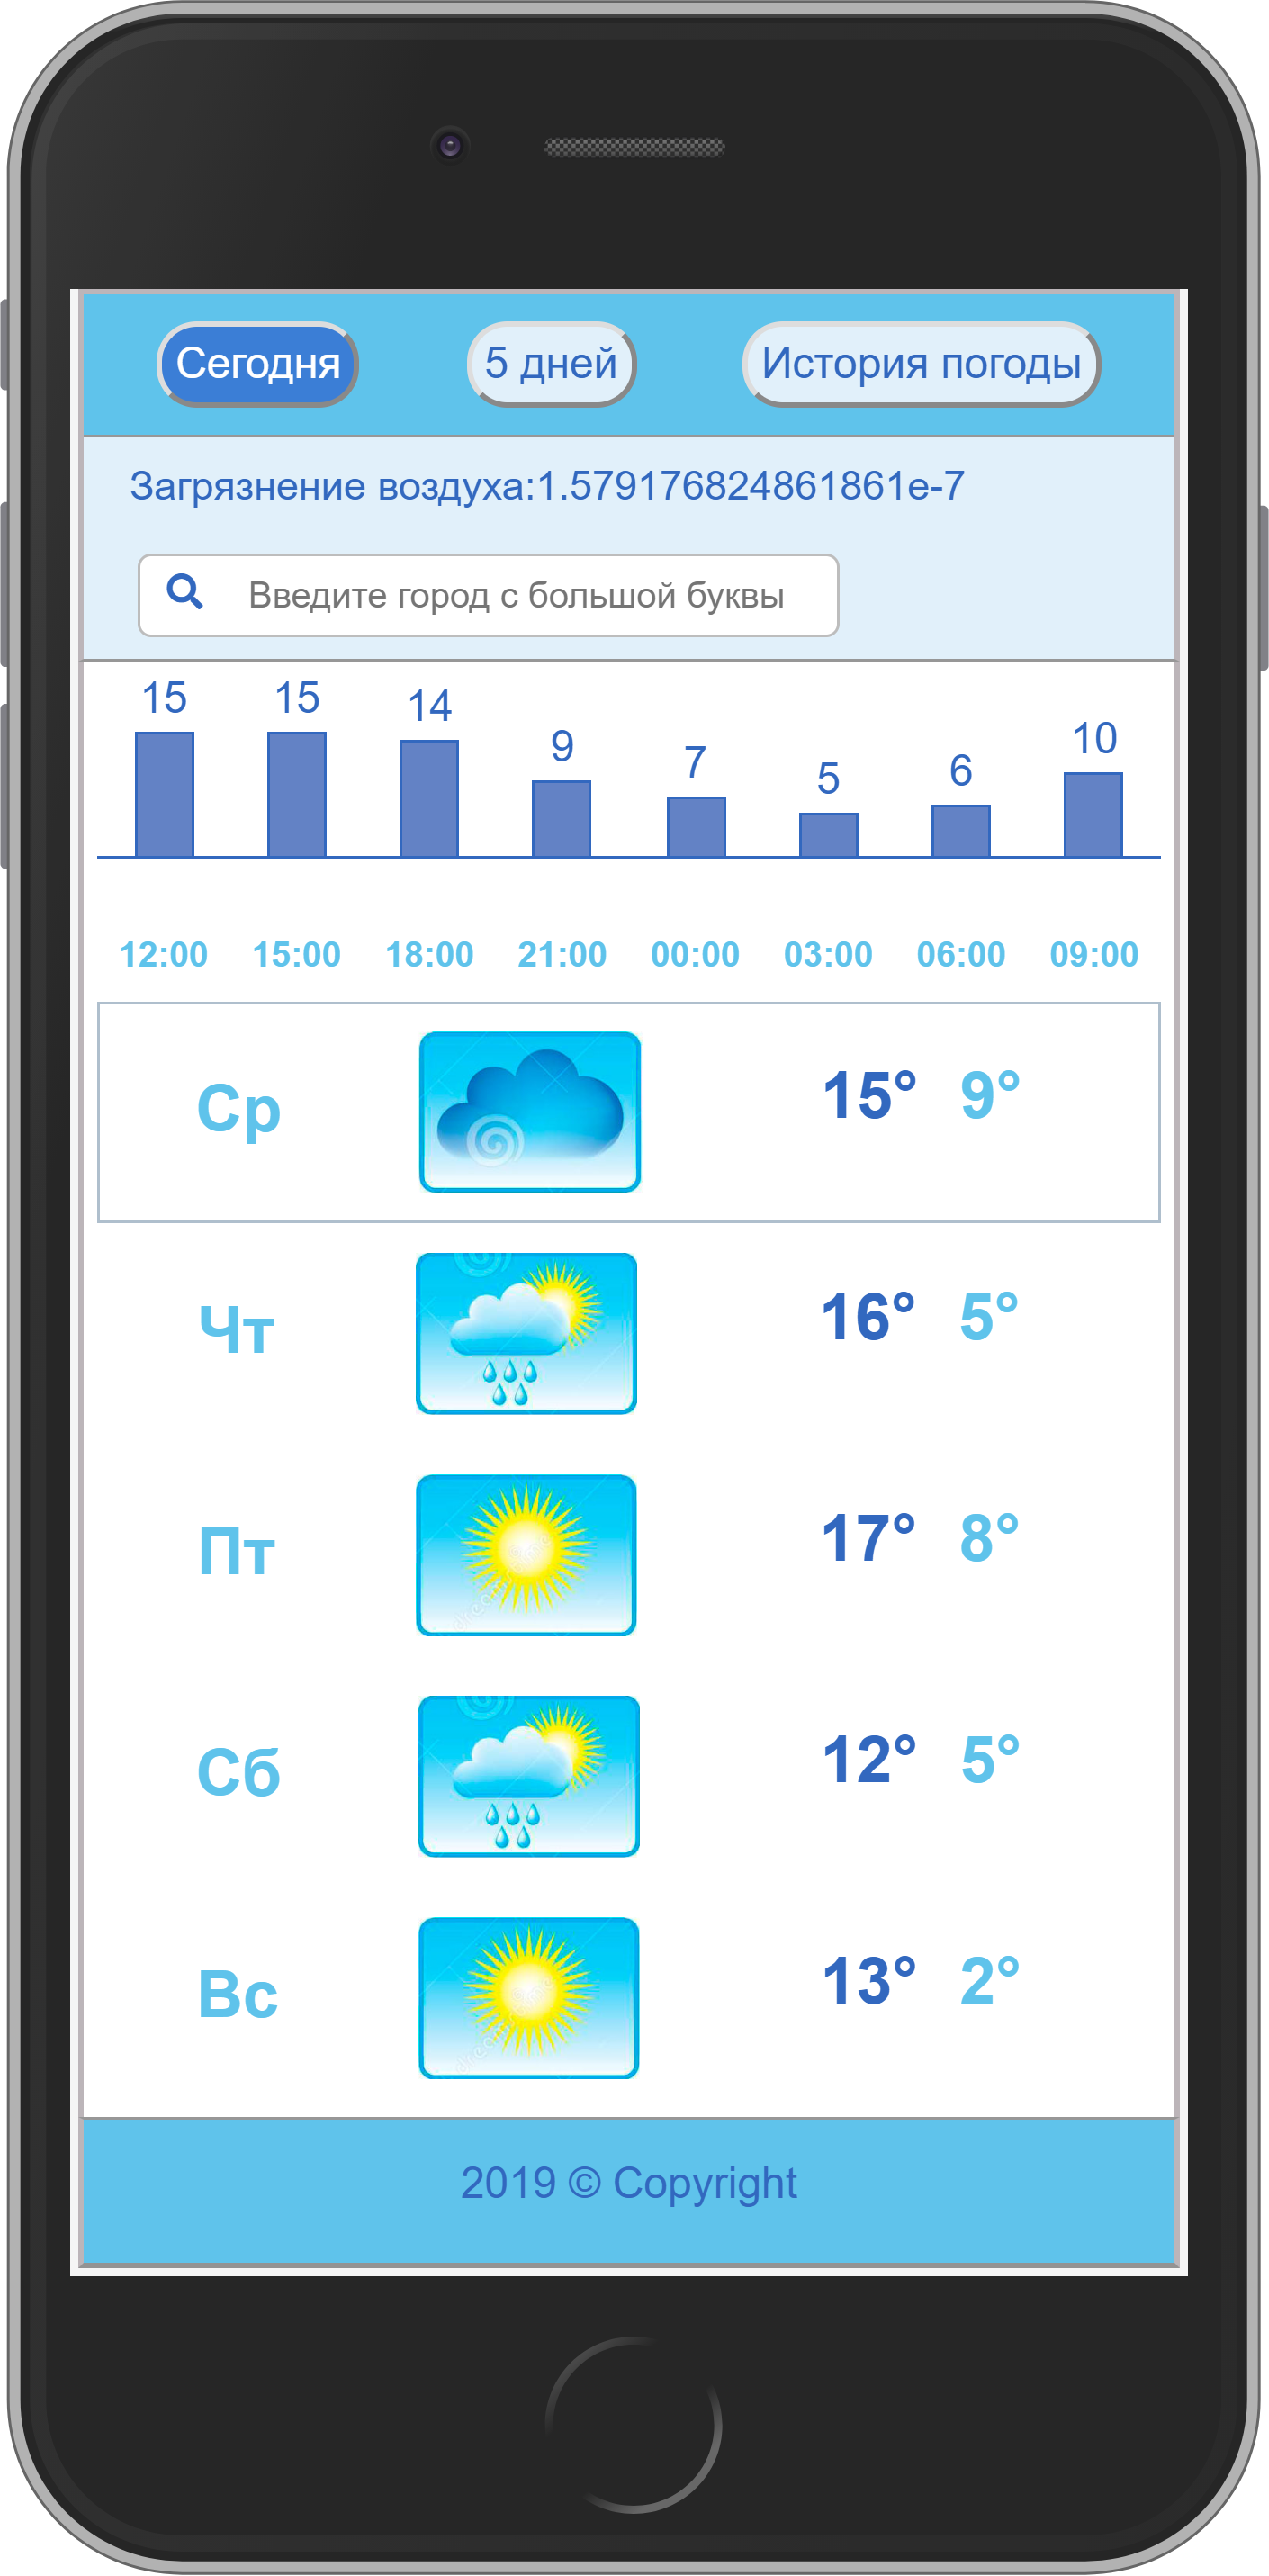 Сегодня 5 дней История погоды
Загрязнение воздуха:1.579176824861861e-7
Введите город с большой буквы
15 15 14 9 7 5 6 10
12:00 15:00 18:00 21:00 00:00 03:00 06:00 09:00
Ср 15° 9°
Чт 16° 5°
Пт 17° 8°
Сб 12° 5°
Вс 13° 2°
2019 © Copyright